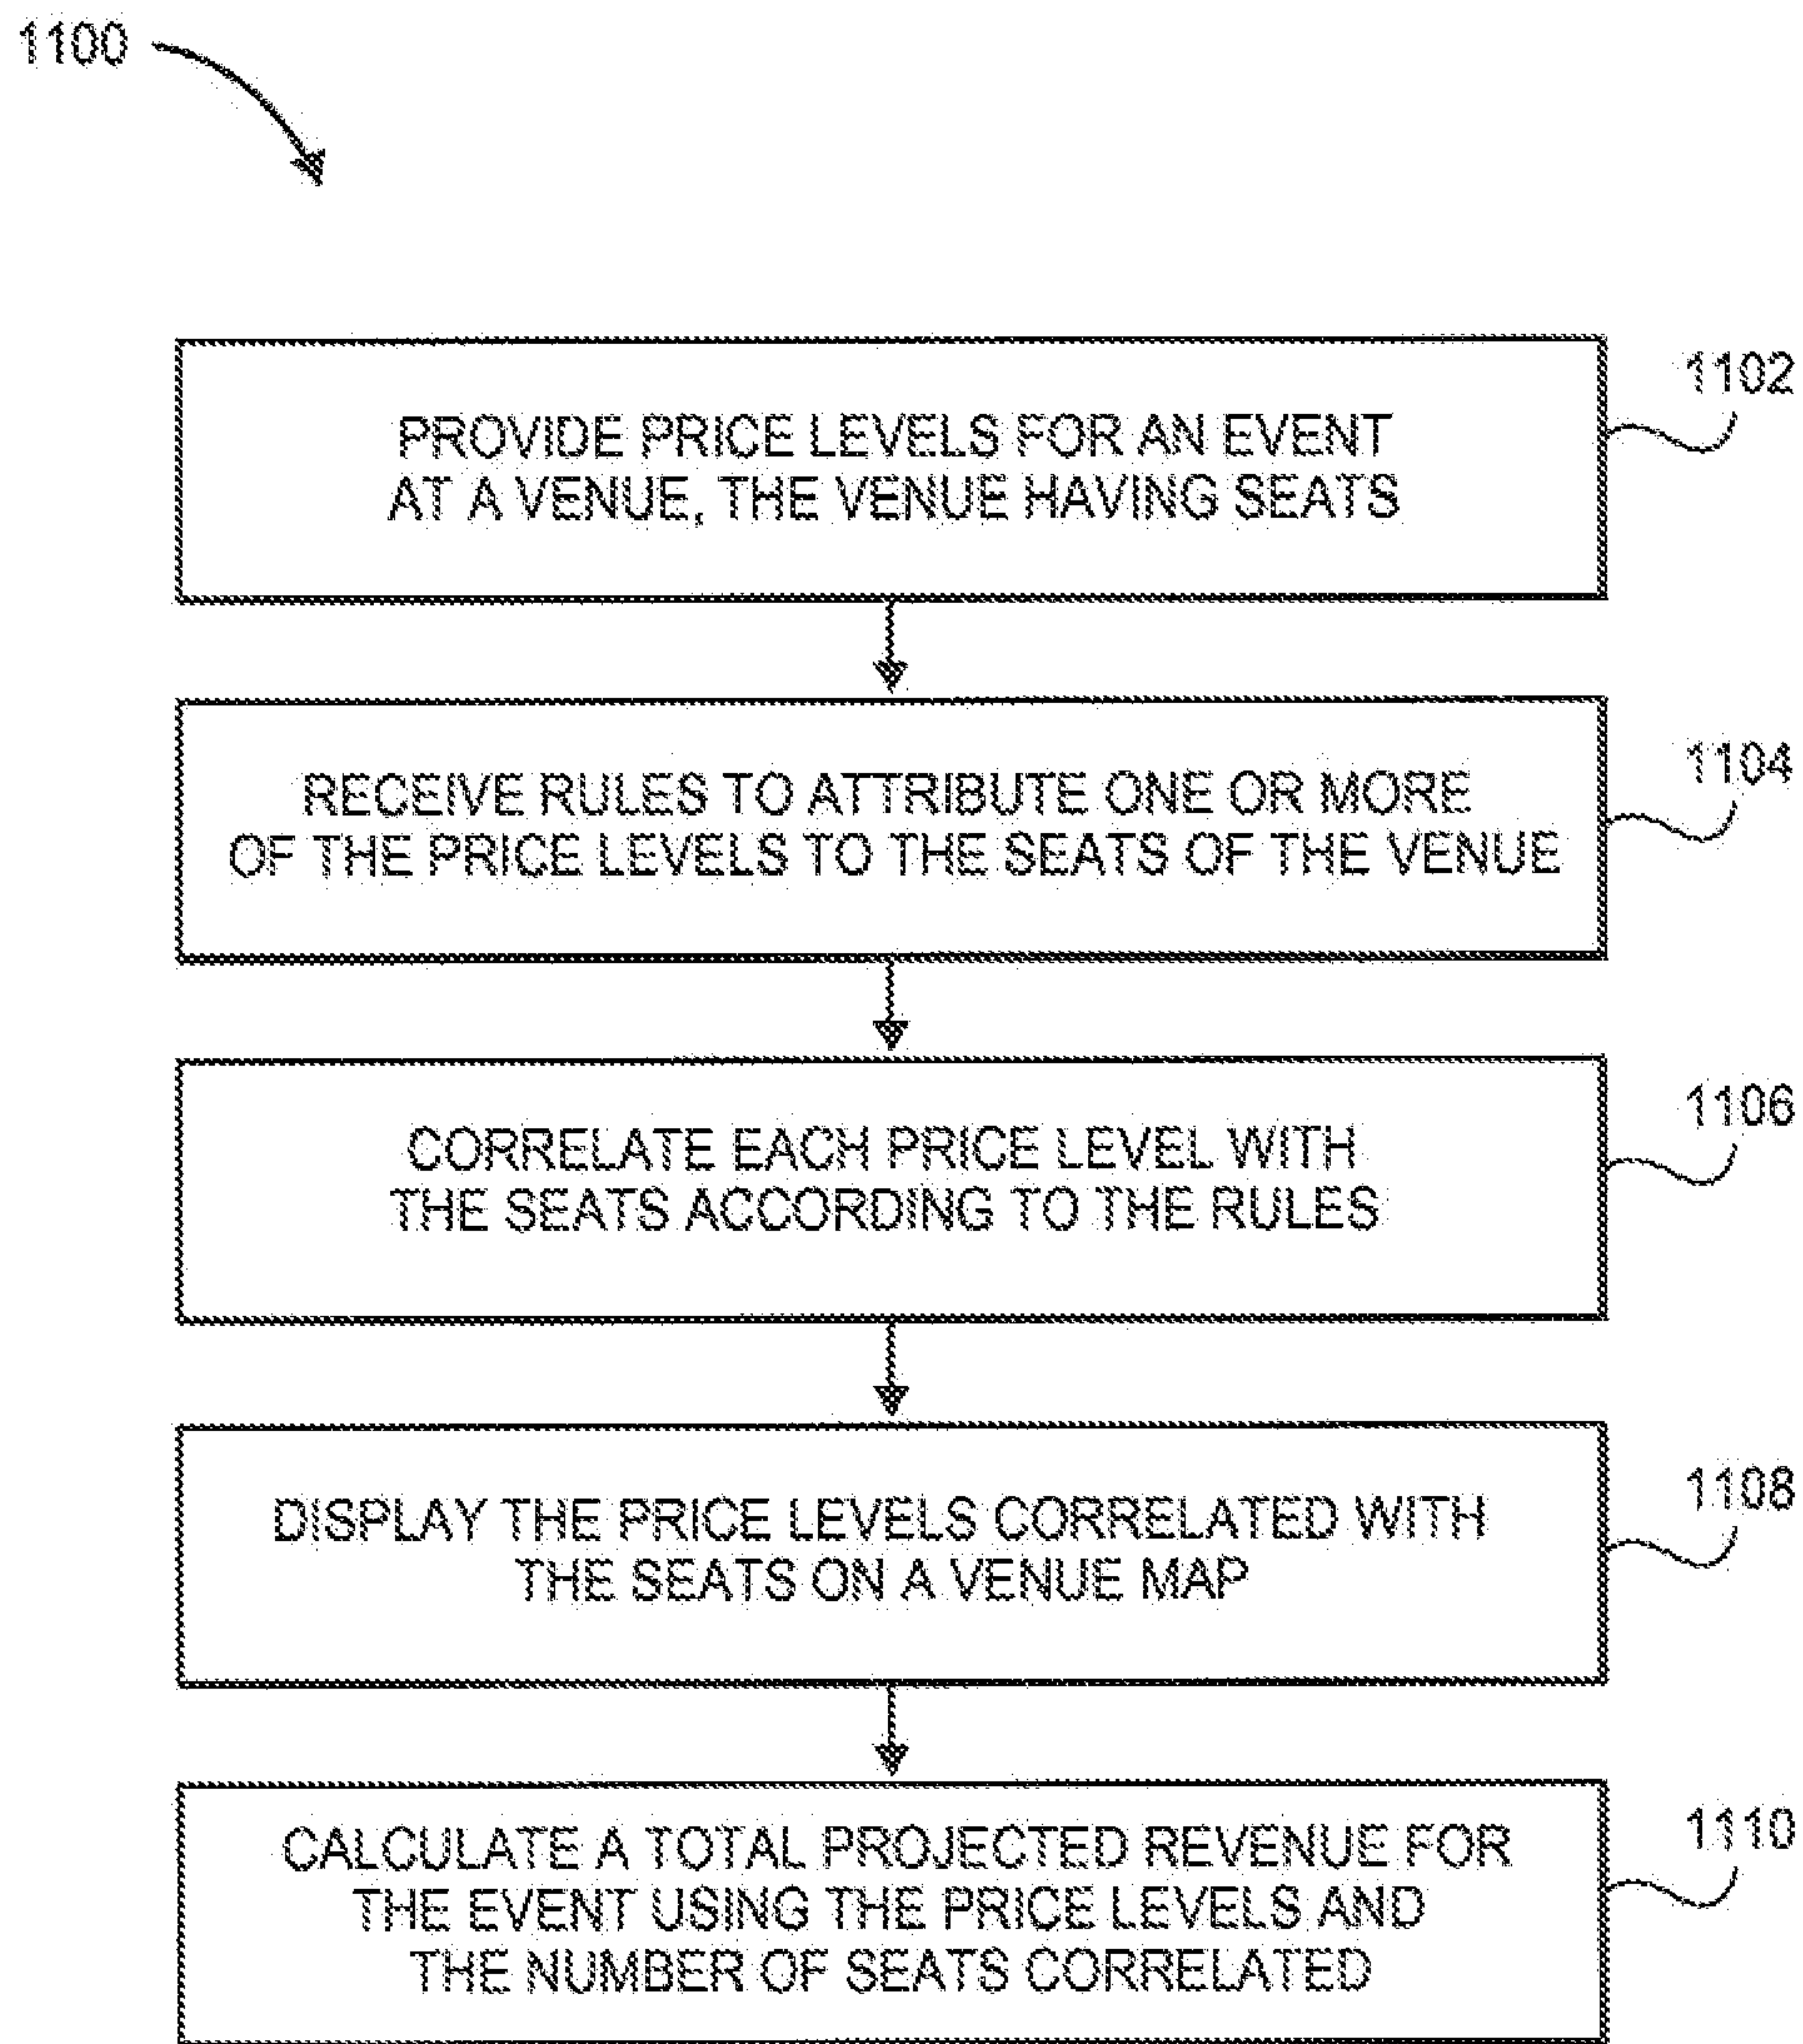 1100
PROVIDE PRICE LEVELS FOR AN EVENT
AT A VENUE, THE VENUE HAVING SEATS
1102
RECEIVE RULES TO ATTRIBUTE ONE OR MORE
OF THE PRICE LEVELS TO THE SEATS OF THE VENUE
1104
CORRELATE EACH PRICE LEVEL WITH
THE SEATS ACCORDING TO THE RULES
1106
DISPLAY THE PRICE LEVELS CORRELATED WITH
THE SEATS ON A VENUE MAP
1108
CALCULATE A TOTAL PROJECTED REVENUE FOR
THE EVENT USING THE PRICE LEVELS AND
THE NUMBER OF SEATS CORRELATED
1110